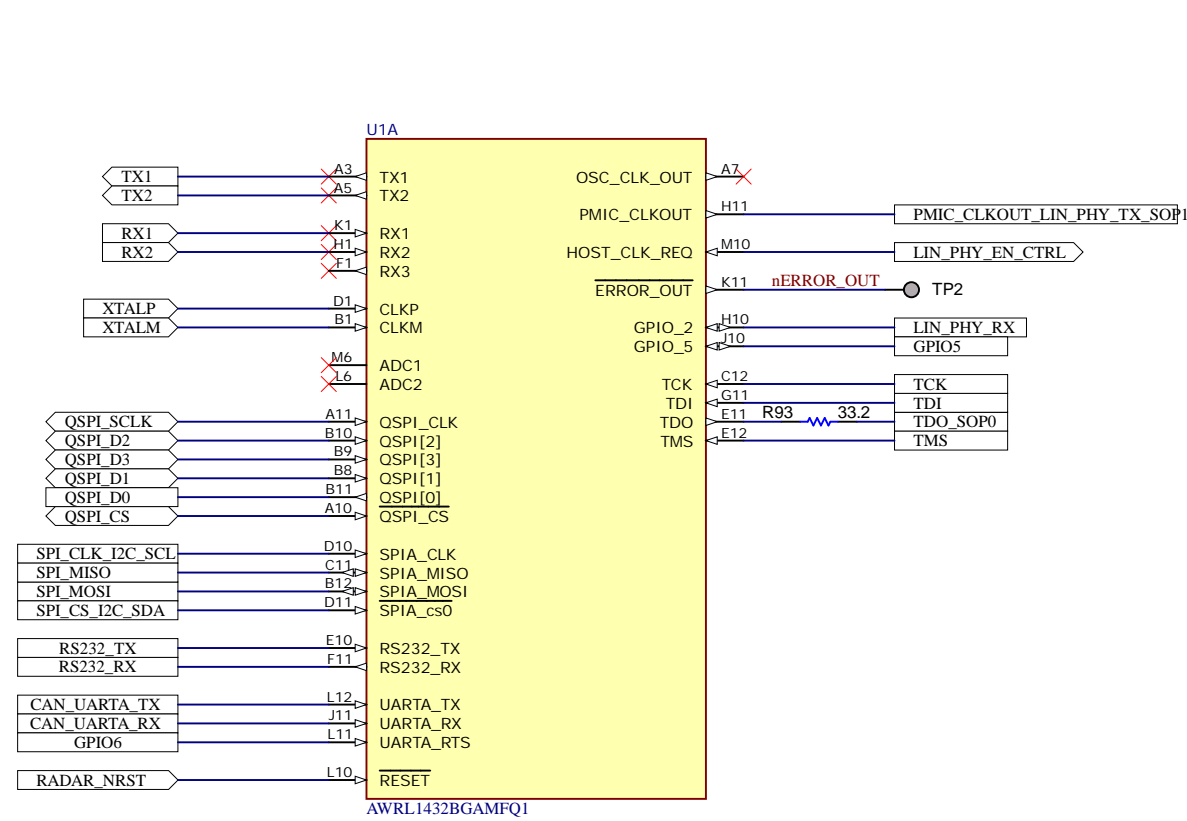 U1A
TX1 A3 TX1 OSC_CLK_OUT A7
TX2 A5 TX2
PMIC_CLKOUT H11 PMIC_CLKOUT_LIN_PHY_TX_SOP1
RX1 K1 RX1
RX2 H1 RX2 HOST_CLK_REQ M10 LIN_PHY_EN_CTRL
F1 RX3
ERROR_OUT K11 nERROR_OUT TP2
XTALP D1 CLKP
XTALM B1 CLKM GPIO_2 H10 LIN_PHY_RX
GPIO_5 J10 GPIO5
M6 ADC1
L6 ADC2 TCK C12 TCK
TDI G11 TDI
QSPI_SCLK A11 QSPI_CLK TDO E11 R93 33.2 TDO_SOP0
QSPI_D2 B10 QSPI[2] TMS E12 TMS
QSPI_D3 B9 QSPI[3]
QSPI_D1 B8 QSPI[1]
QSPI_D0 B11 QSPI[0]
QSPI_CS A10 QSPI_CS
SPI_CLK_I2C_SCL D10 SPIA_CLK
SPI_MISO C11 SPIA_MISO
SPI_MOSI B12 SPIA_MOSI
SPI_CS_I2C_SDA D11 SPIA_cs0
RS232_TX E10 RS232_TX
RS232_RX F11 RS232_RX
CAN_UARTA_TX L12 UARTA_TX
CAN_UARTA_RX J11 UARTA_RX
GPIO6 L11 UARTA_RTS
RADAR_NRST L10 RESET
AWRL1432BGAMFQ1